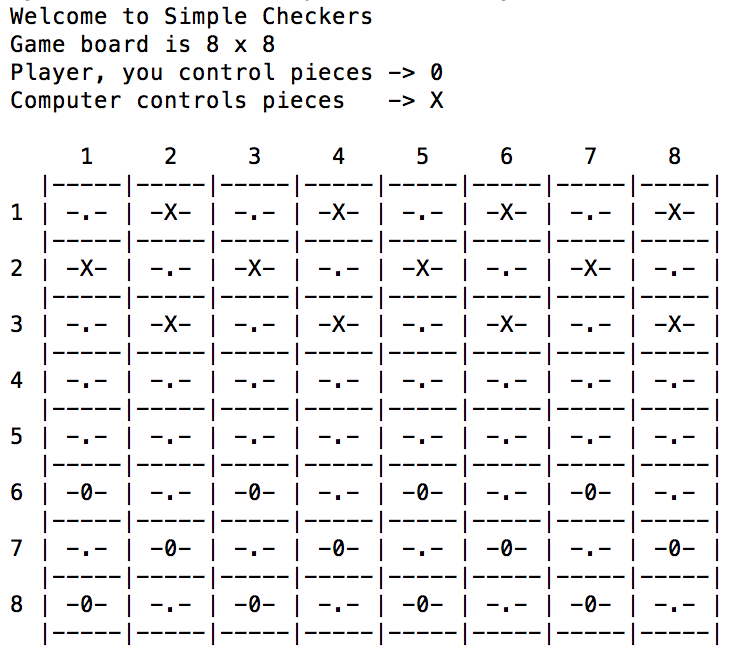 Welcome to Simple Checkers
Game board is 8 x 8
Player, you control pieces -> 0
Computer controls pieces   -> X

      1     2     3     4     5     6     7     8
   |-----|-----|-----|-----|-----|-----|-----|-----|
1  | -.- | -X- | -.- | -X- | -.- | -X- | -.- | -X- |
   |-----|-----|-----|-----|-----|-----|-----|-----|
2  | -X- | -.- | -X- | -.- | -X- | -.- | -X- | -.- |
   |-----|-----|-----|-----|-----|-----|-----|-----|
3  | -.- | -X- | -.- | -X- | -.- | -X- | -.- | -X- |
   |-----|-----|-----|-----|-----|-----|-----|-----|
4  | -.- | -.- | -.- | -.- | -.- | -.- | -.- | -.- |
   |-----|-----|-----|-----|-----|-----|-----|-----|
5  | -.- | -.- | -.- | -.- | -.- | -.- | -.- | -.- |
   |-----|-----|-----|-----|-----|-----|-----|-----|
6  | -0- | -.- | -0- | -.- | -0- | -.- | -0- | -.- |
   |-----|-----|-----|-----|-----|-----|-----|-----|
7  | -.- | -0- | -.- | -0- | -.- | -0- | -.- | -0- |
   |-----|-----|-----|-----|-----|-----|-----|-----|
8  | -0- | -.- | -0- | -.- | -0- | -.- | -0- | -.- |
   |-----|-----|-----|-----|-----|-----|-----|-----|